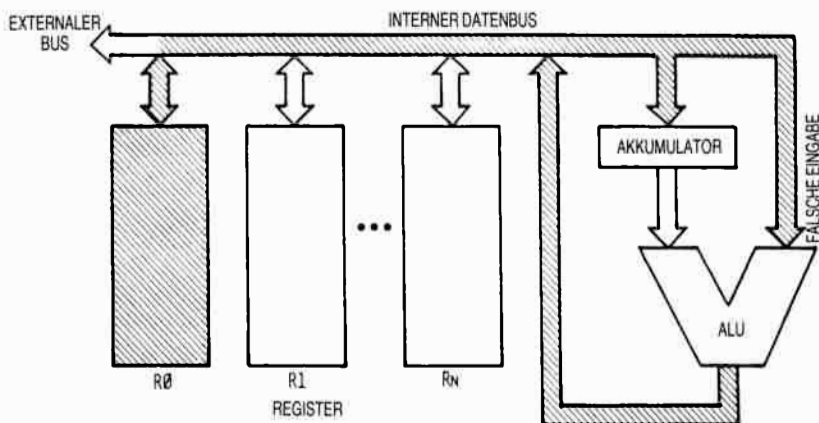 EXTERNALER
BUS
INTERNER DATENBUS
AKKUMULATOR
FALSCHE EINGABE
ALU
RØ
R1
•••
RN
REGISTER